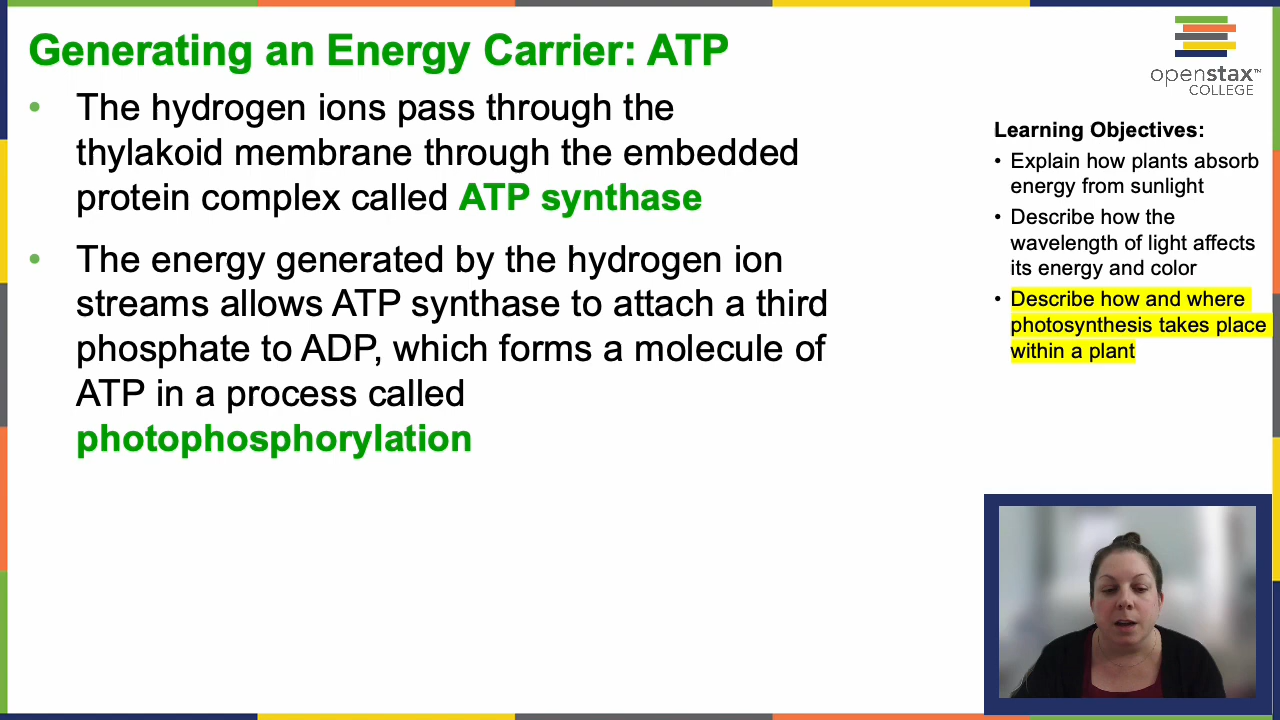 Generating an Energy Carrier: ATP
• The hydrogen ions pass through the
thylakoid membrane through the embedded
protein complex called ATP synthase
• The energy generated by the hydrogen ion
streams allows ATP synthase to attach a third
phosphate to ADP, which forms a molecule of
ATP in a process called
photophosphorylation
openstax™
COLLEGE
Learning Objectives:
• Explain how plants absorb
energy from sunlight
• Describe how the
wavelength of light affects
its energy and color
• Describe how and where
photosynthesis takes place
within a plant